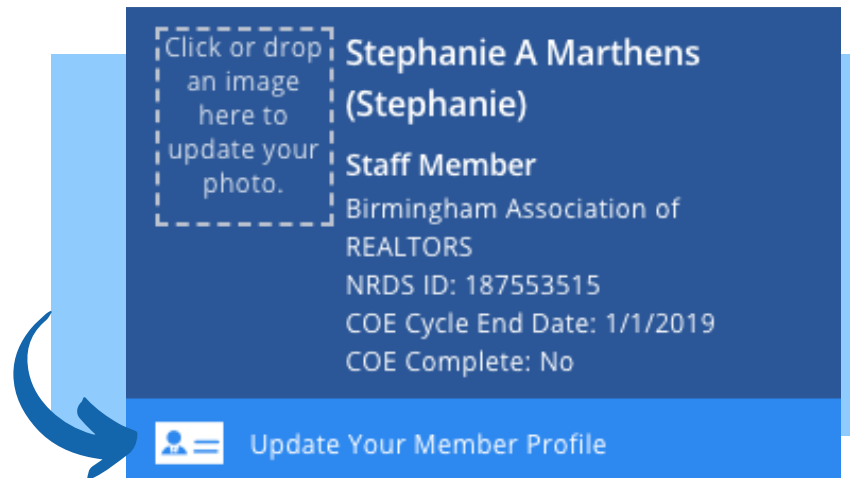 Click or drop
an image
here to
update your
photo.
Stephanie A Marthens
(Stephanie)
Staff Member
Birmingham Association of
REALTORS
NRDS ID: 187553515
COE Cycle End Date: 1/1/2019
COE Complete: No
Update Your Member Profile